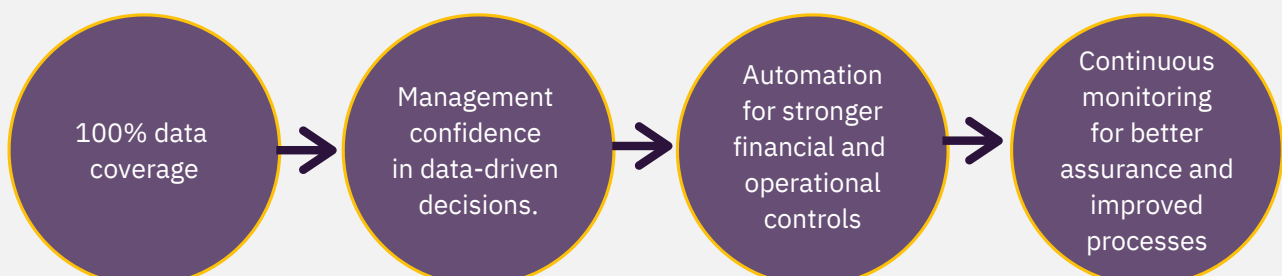 100% data
coverage
Management
confidence
in data-driven
decisions.
Automation
for stronger
financial and
operational
controls
Continuous
monitoring
for better
assurance and
improved
processes